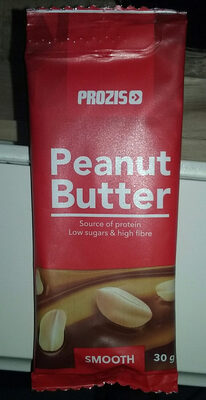 PROZIS
Peanut
Butter
Source of protein
Low sugars & high fibre
SMOOTH
30 g